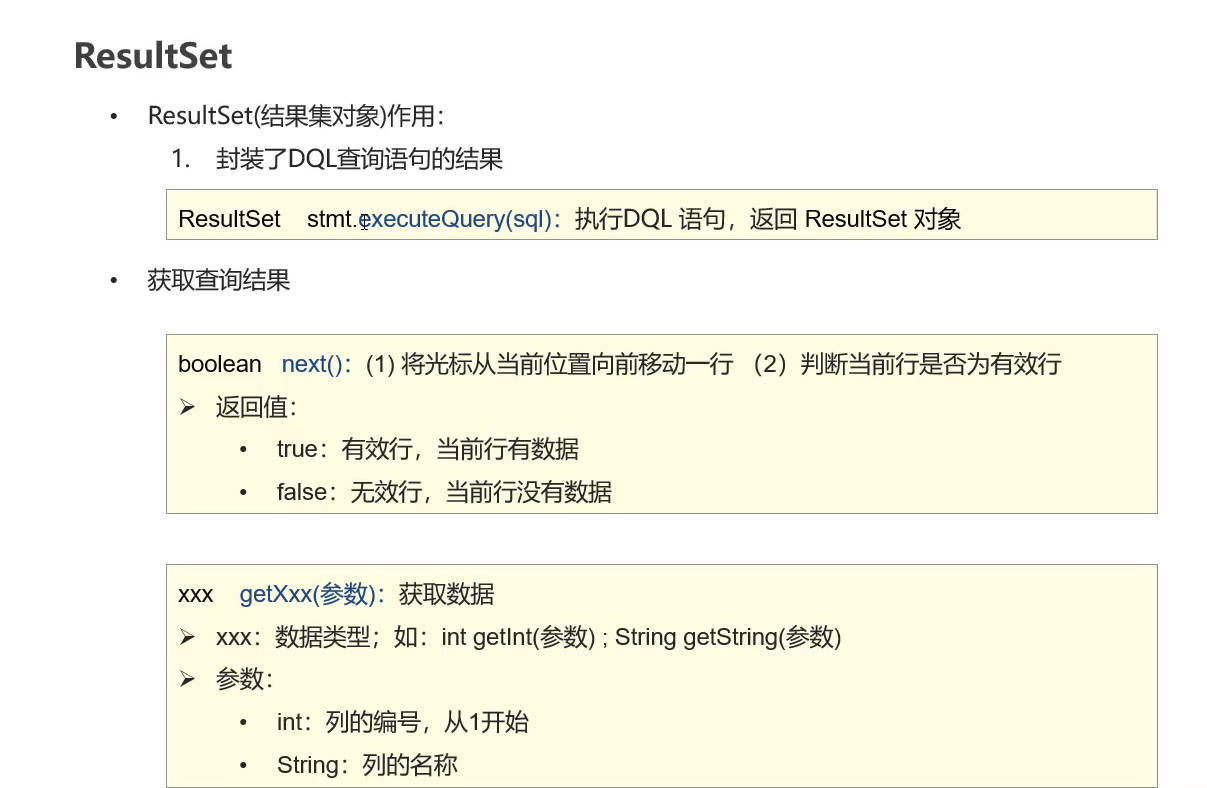 ResultSet
• ResultSet(结果集对象)作用：
1. 封装了DQL查询语句的结果
ResultSet stmt.executeQuery(sql)：执行DQL 语句，返回 ResultSet 对象
• 获取查询结果
boolean next()：(1) 将光标从当前位置向前移动一行 （2）判断当前行是否为有效行
➢ 返回值：
• true：有效行，当前行有数据
• false：无效行，当前行没有数据
xxx getXxx(参数)：获取数据
➢ xxx：数据类型；如：int getInt(参数) ; String getString(参数)
➢ 参数：
• int：列的编号，从1开始
• String：列的名称